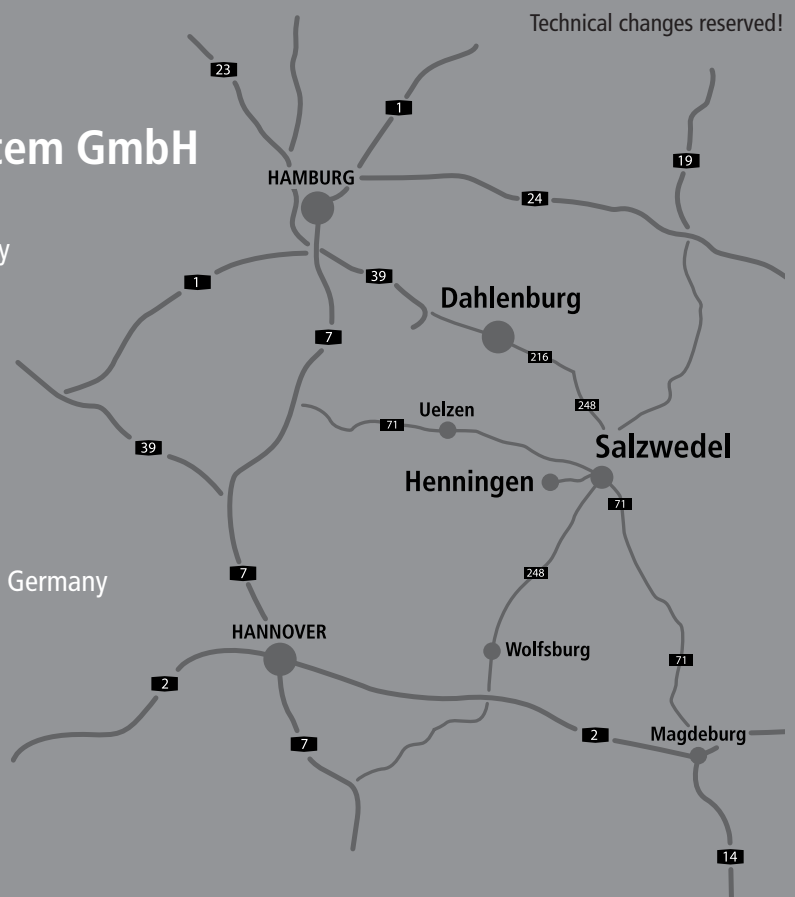 Technical changes reserved!
23
1
tem GmbH
19
HAMBURG
24
y
39
1
Dahlenburg
7
216
248
Uelzen
71
39
Salzwedel
Henningen
71
248
7
Germany
HANNOVER
Wolfsburg
71
2
2
Magdeburg
7
14